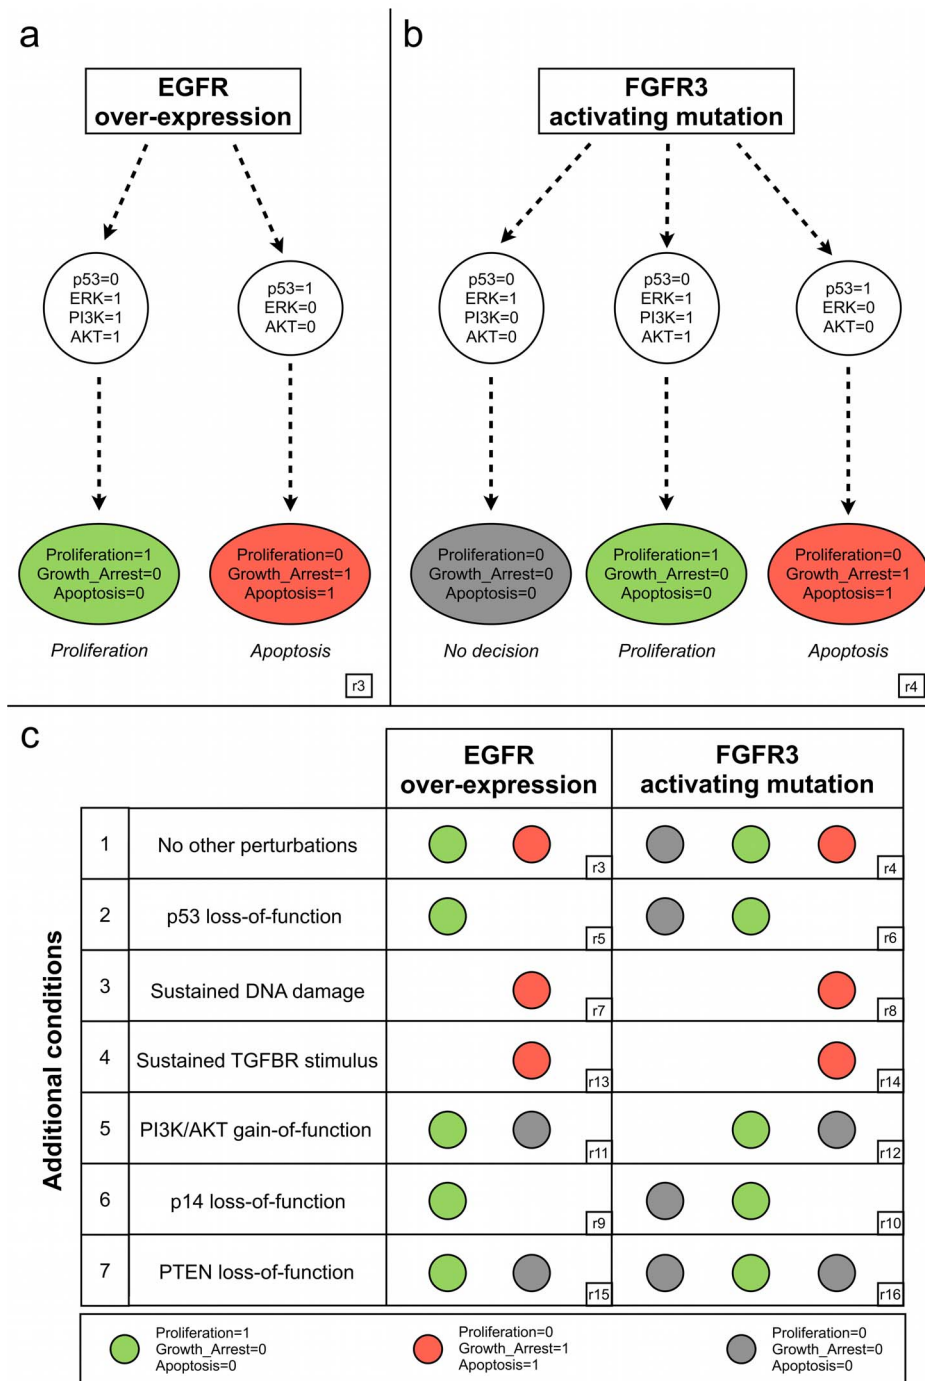 a
EGFR
over-expression
p53=0
ERK=1
PI3K=1
AKT=1
p53=1
ERK=0
AKT=0
Proliferation=1
Growth_Arrest=0
Apoptosis=0
Proliferation=0
Growth_Arrest=1
Apoptosis=1
Proliferation
Apoptosis
r3
b
FGFR3
activating mutation
p53=0
ERK=1
PI3K=0
AKT=0
p53=0
ERK=1
PI3K=1
AKT=1
p53=1
ERK=0
AKT=0
Proliferation=0
Growth_Arrest=0
Apoptosis=0
Proliferation=1
Growth_Arrest=0
Apoptosis=0
Proliferation=0
Growth_Arrest=1
Apoptosis=1
No decision
Proliferation
Apoptosis
r4
c
EGFR
over-expression
FGFR3
activating mutation
Additional conditions
1 No other perturbations r3 r4
2 p53 loss-of-function r5 r6
3 Sustained DNA damage r7 r8
4 Sustained TGFBR stimulus r13 r14
5 PI3K/AKT gain-of-function r11 r12
6 p14 loss-of-function r9 r10
7 PTEN loss-of-function r15 r16
Proliferation=1
Growth_Arrest=0
Apoptosis=0
Proliferation=0
Growth_Arrest=1
Apoptosis=1
Proliferation=0
Growth_Arrest=0
Apoptosis=0